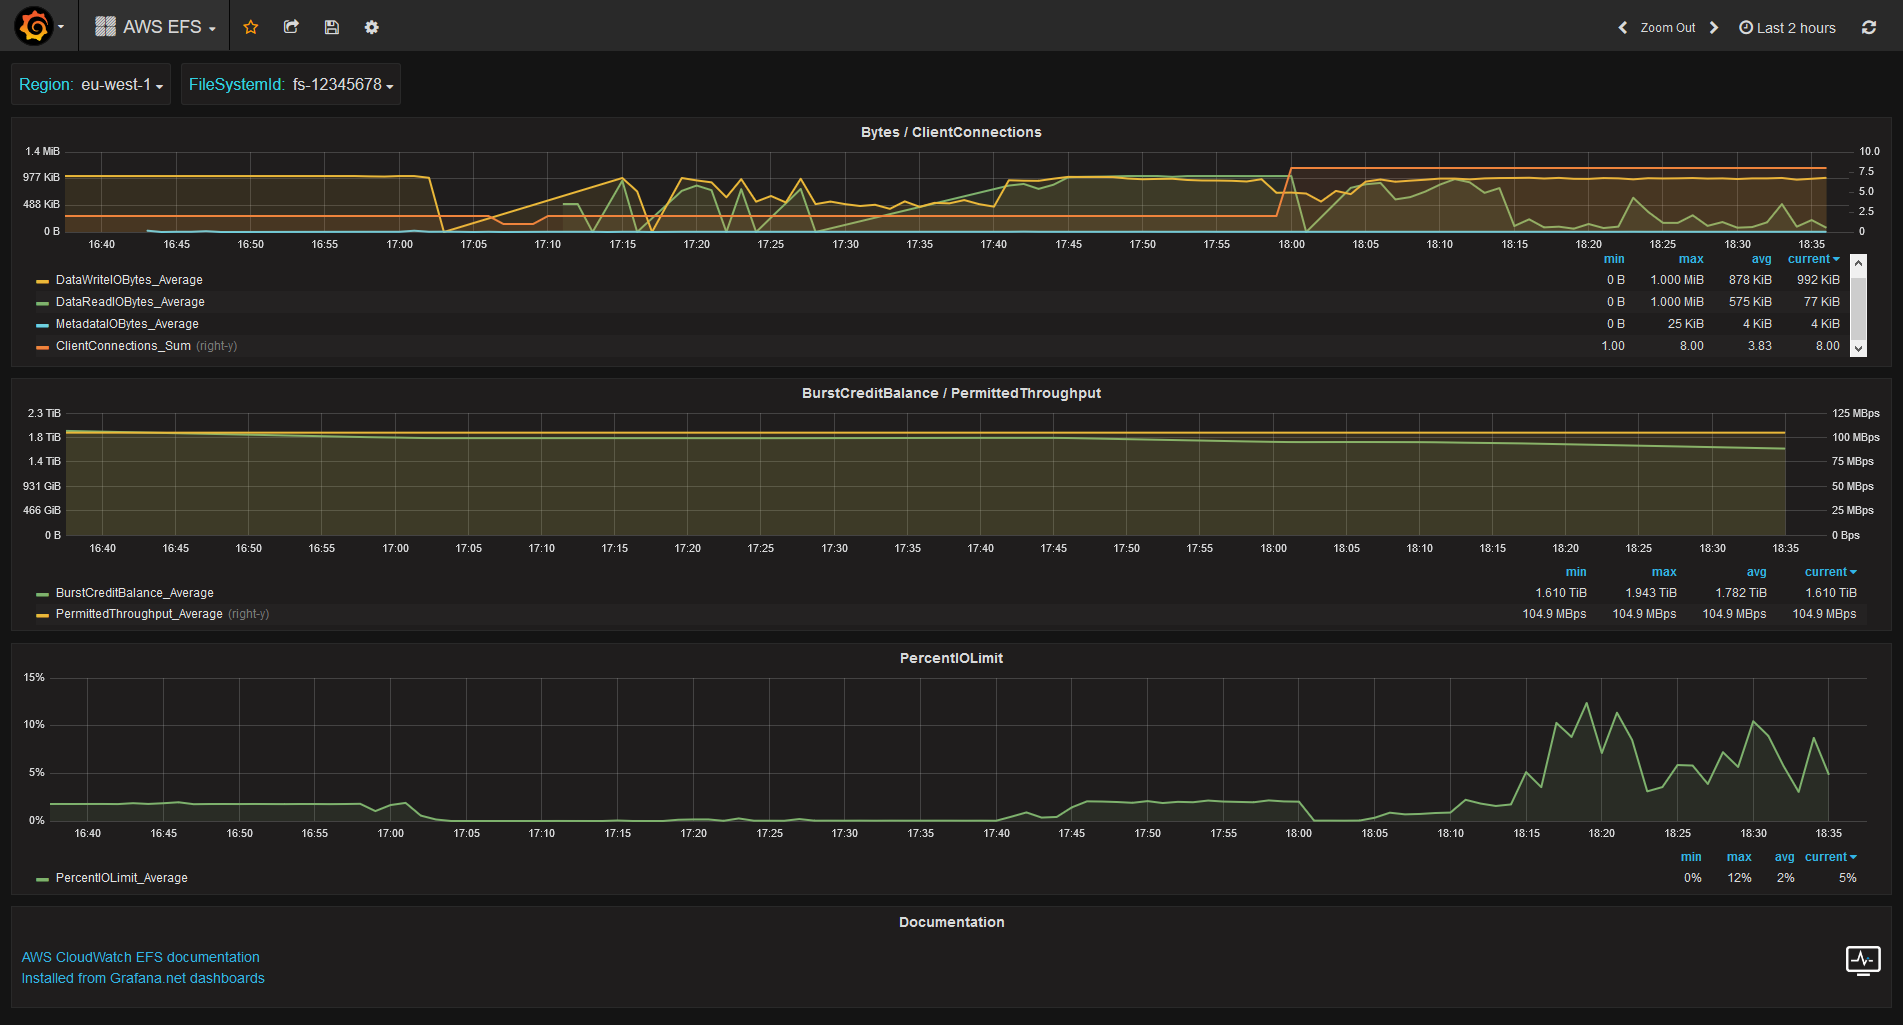 AWS EFS
Zoom Out
Last 2 hours
Region: eu-west-1
FileSystemId: fs-12345678
Bytes / ClientConnections
1.4 MiB
977 KiB
488 KiB
0 B
10.0
7.5
5.0
2.5
0
16:40 16:45 16:50 16:55 17:00 17:05 17:10 17:15 17:20 17:25 17:30 17:35 17:40 17:45 17:50 17:55 18:00 18:05 18:10 18:15 18:20 18:25 18:30 18:35
min max avg current
DataWriteIOBytes_Average 0 B 1.000 MiB 878 KiB 992 KiB
DataReadIOBytes_Average 0 B 1.000 MiB 575 KiB 77 KiB
MetadataIOBytes_Average 0 B 25 KiB 4 KiB 4 KiB
ClientConnections_Sum (right-y) 1.00 8.00 3.83 8.00
BurstCreditBalance / PermittedThroughput
2.3 TiB
1.8 TiB
1.4 TiB
931 GiB
466 GiB
0 B
125 MBps
100 MBps
75 MBps
50 MBps
25 MBps
0 Bps
16:40 16:45 16:50 16:55 17:00 17:05 17:10 17:15 17:20 17:25 17:30 17:35 17:40 17:45 17:50 17:55 18:00 18:05 18:10 18:15 18:20 18:25 18:30 18:35
min max avg current
BurstCreditBalance_Average 1.610 TiB 1.943 TiB 1.782 TiB 1.610 TiB
PermittedThroughput_Average (right-y) 104.9 MBps 104.9 MBps 104.9 MBps 104.9 MBps
PercentIOLimit
15%
10%
5%
0%
16:40 16:45 16:50 16:55 17:00 17:05 17:10 17:15 17:20 17:25 17:30 17:35 17:40 17:45 17:50 17:55 18:00 18:05 18:10 18:15 18:20 18:25 18:30 18:35
min max avg current
PercentIOLimit_Average 0% 12% 2% 5%
Documentation
AWS CloudWatch EFS documentation
Installed from Grafana.net dashboards